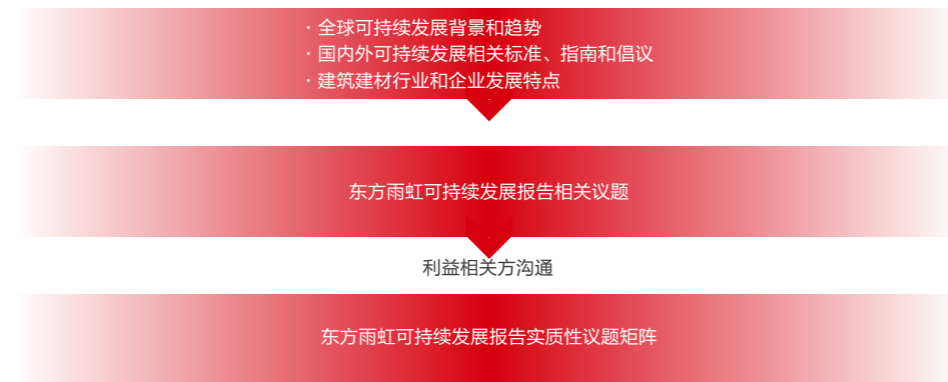 · 全球可持续发展背景和趋势
· 国内外可持续发展相关标准、指南和倡议
· 建筑建材行业和企业发展特点
东方雨虹可持续发展报告相关议题
利益相关方沟通
东方雨虹可持续发展报告实质性议题矩阵